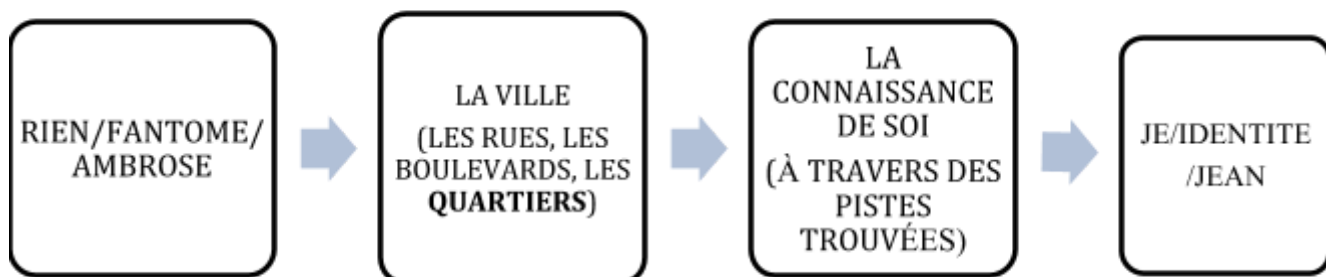 RIEN/FANTOME/
AMBROSE
LA VILLE
(LES RUES, LES
BOULEVARDS, LES
QUARTIERS)
LA
CONNAISSANCE
DE SOI
(À TRAVERS DES
PISTES
TROUVÉES)
JE/IDENTITE
/JEAN